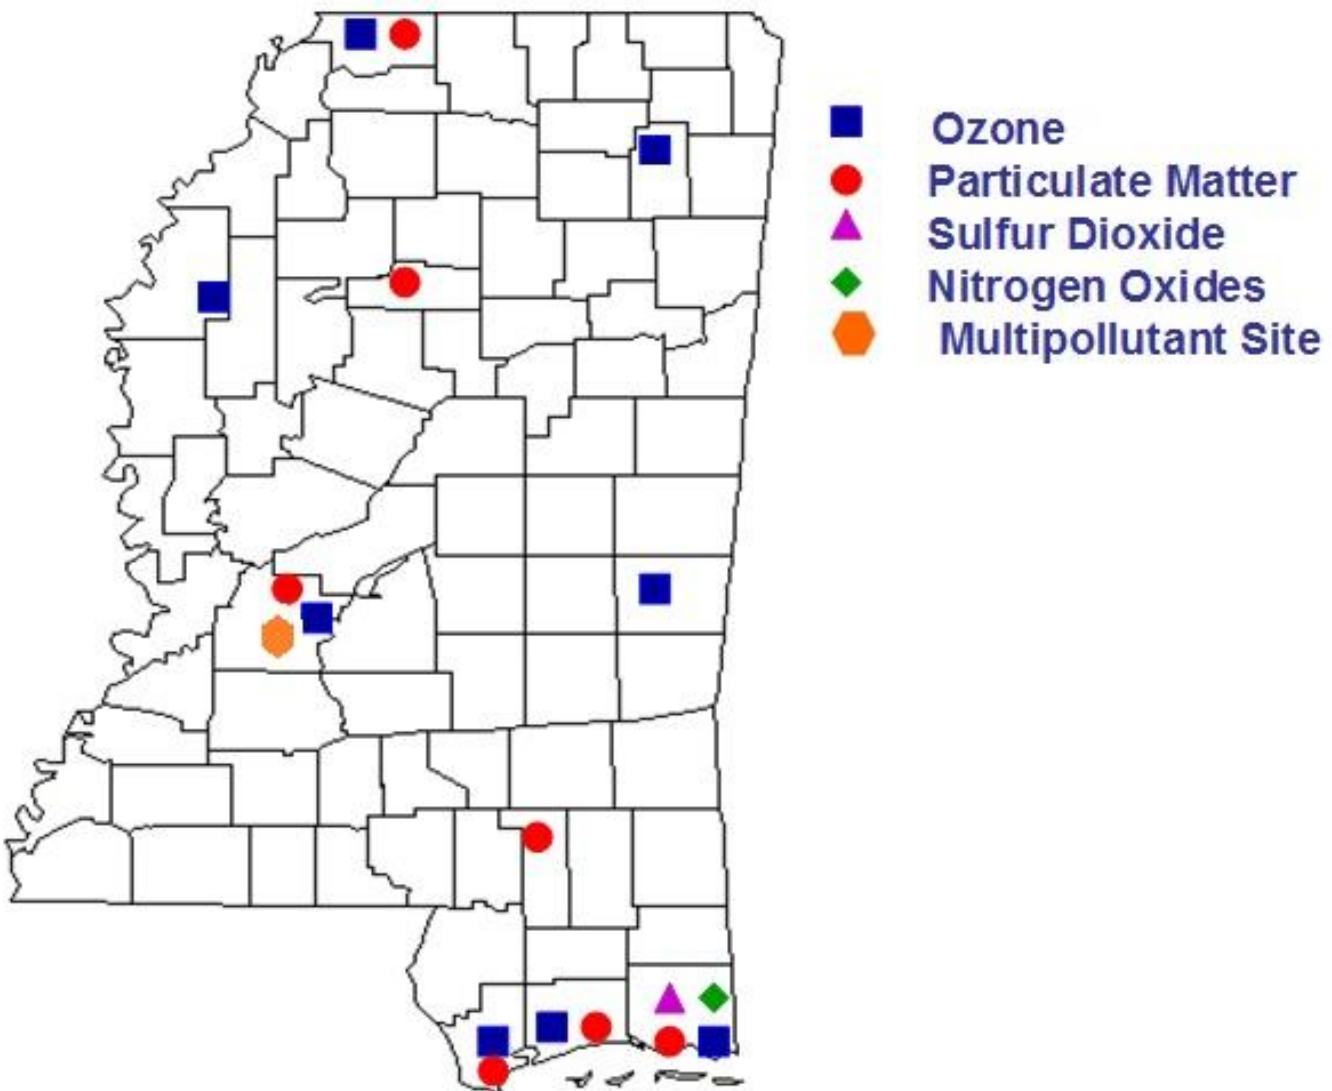 Ozone
Particulate Matter
Sulfur Dioxide
Nitrogen Oxides
Multipollutant Site